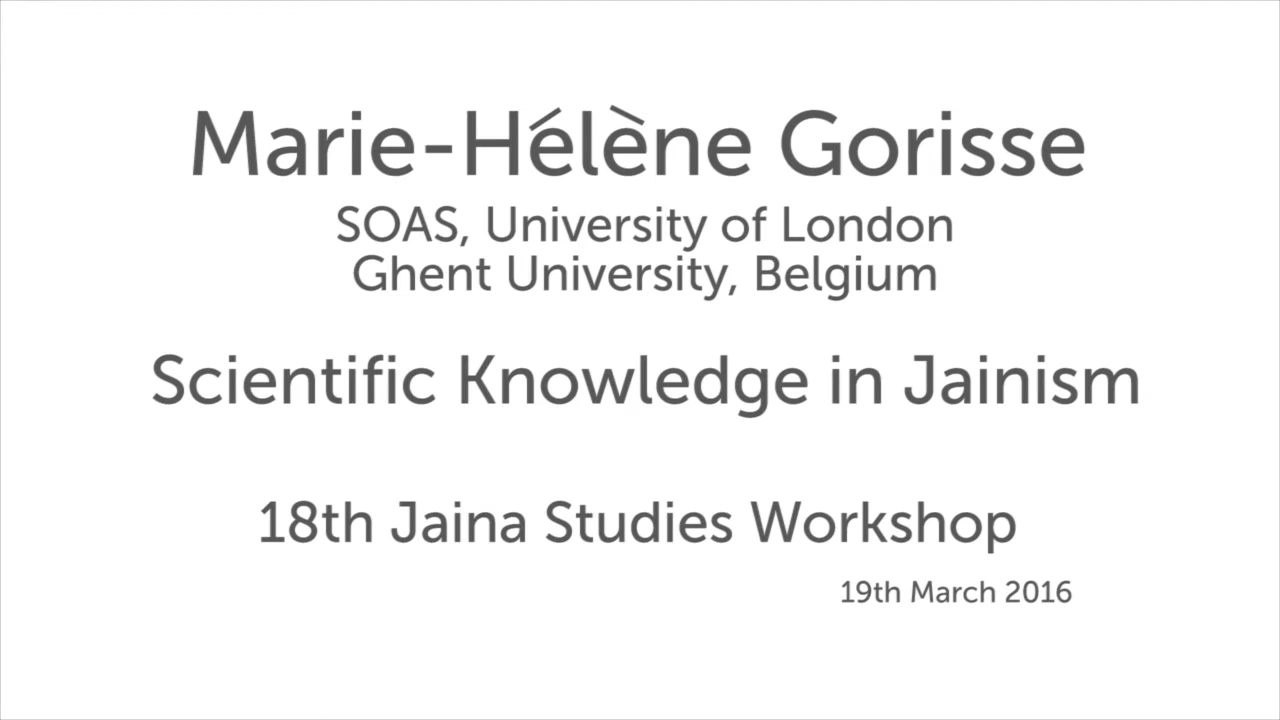 Marie-Hélène Gorisse
SOAS, University of London
Ghent University, Belgium
Scientific Knowledge in Jainism
18th Jaina Studies Workshop
19th March 2016